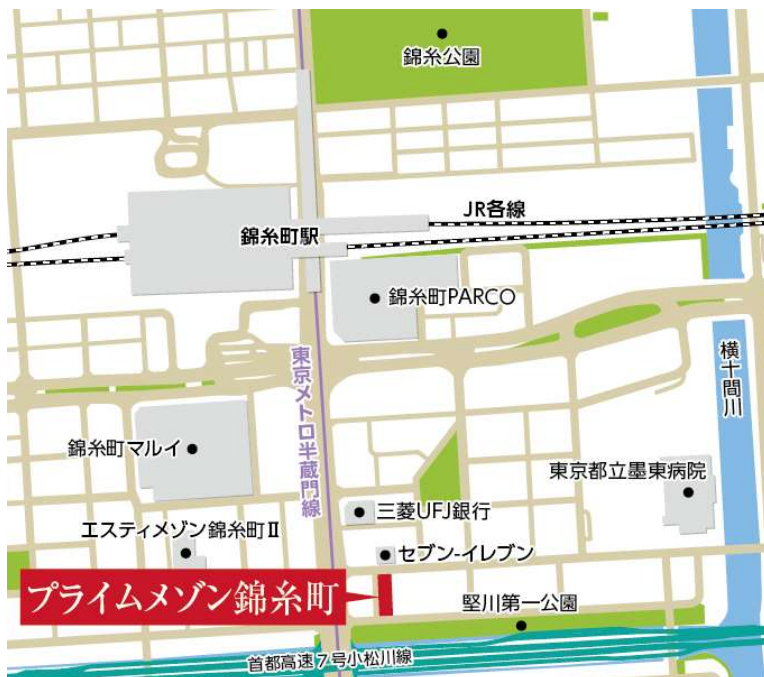 錦糸公園
JR各線
錦糸町駅
錦糸町PARCO
東京メトロ半蔵門線
横十間川
錦糸町マルイ
東京都立墨東病院
三菱UFJ銀行
エスティメゾン錦糸町Ⅱ
セブン-イレブン
プライムメゾン錦糸町
竪川第一公園
首都高速7号小松川線